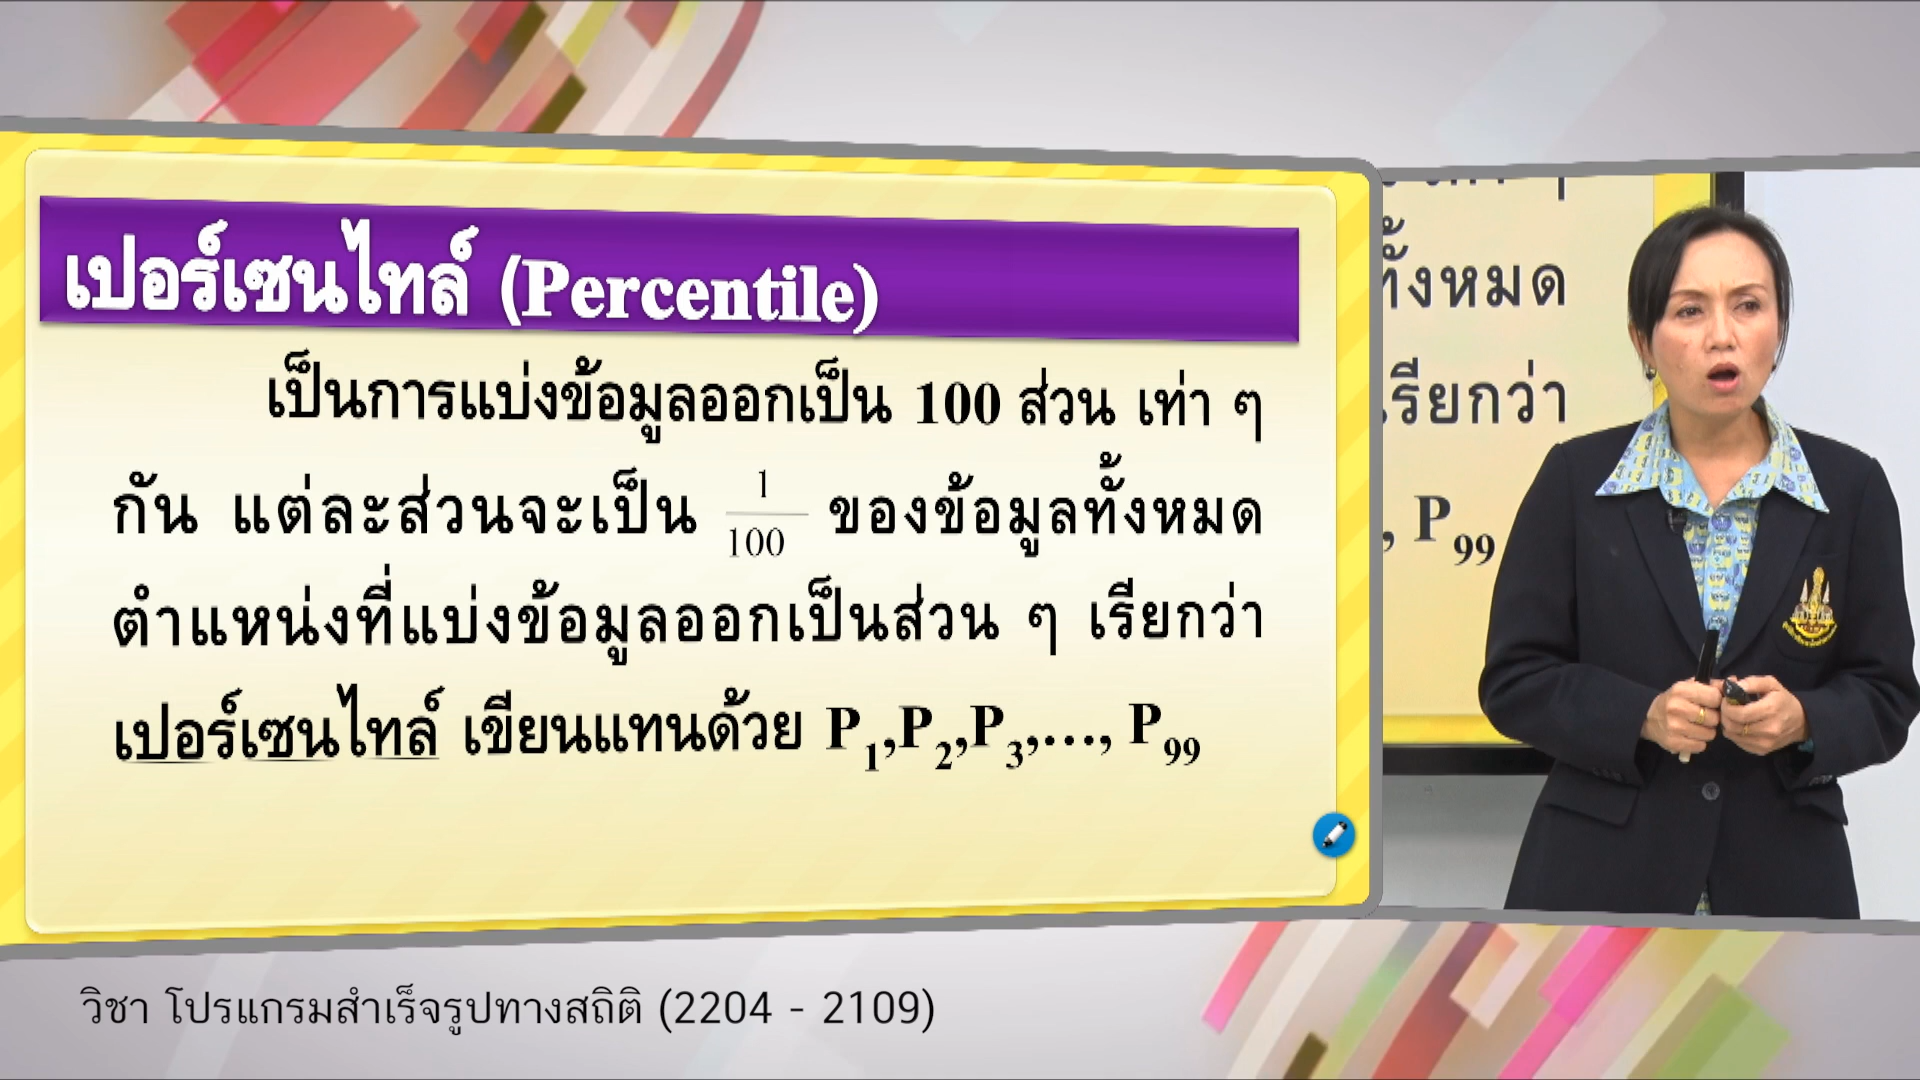 เปอร์เซนไทล์ (Percentile)
เป็นการแบ่งข้อมูลออกเป็น 100 ส่วน เท่า ๆ
กัน แต่ละส่วนจะเป็น 1/100 ของข้อมูลทั้งหมด
ตำแหน่งที่แบ่งข้อมูลออกเป็นส่วน ๆ เรียกว่า
เปอร์เซนไทล์ เขียนแทนด้วย P1,P2,P3,…, P99
ทั้งหมด
เรียกว่า
, P99
วิชา โปรแกรมสำเร็จรูปทางสถิติ (2204 - 2109)